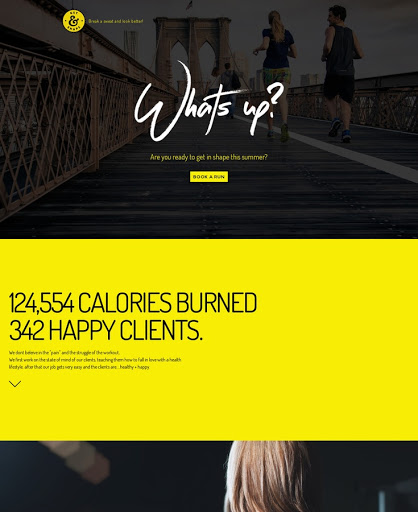 GET
&
SHAPE
Break a sweat and look better!
Whats up?
Are you ready to get in shape this summer?
BOOK A RUN
124,554 CALORIES BURNED
342 HAPPY CLIENTS.
We dont believe in the "pain" and the struggle of the workout.
We first work on the state of mind of our clients, teaching them how to fall in love with a health
lifestyle, after that our job gets very easy and the clients are...healthy + happy